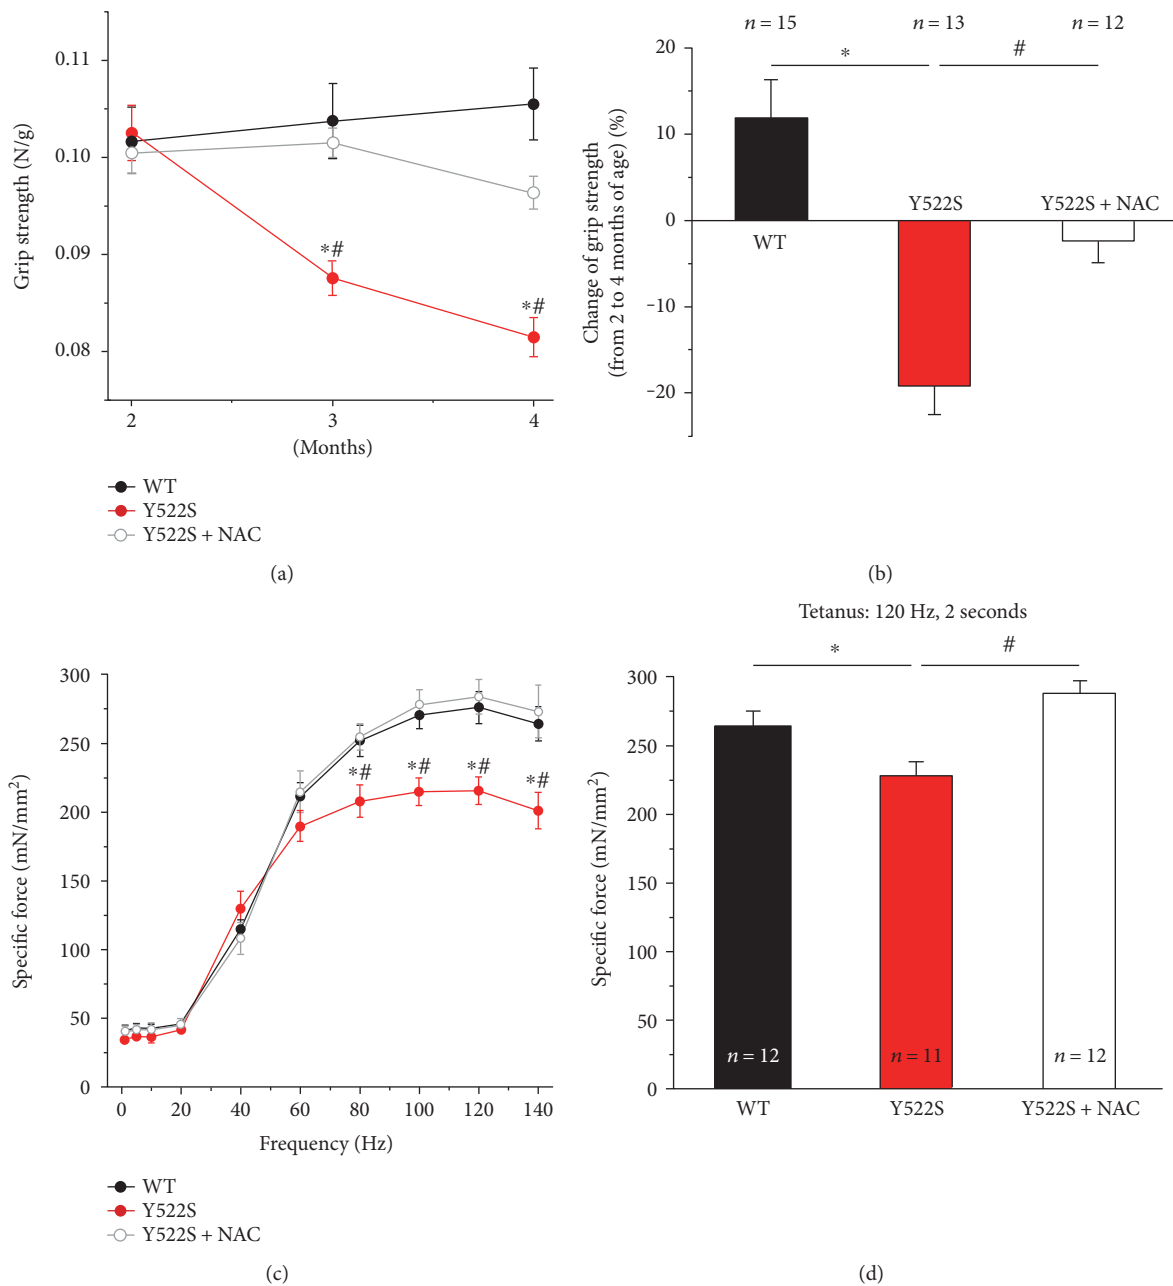 0.11
0.10
0.09
0.08
Grip strength (N/g)
*#
*#
2
3
4
(Months)
WT
Y522S
Y522S + NAC
(a)
n = 15
n = 13
n = 12
*
#
20
10
0
−10
−20
Change of grip strength
(from 2 to 4 months of age) (%)
WT
Y522S
Y522S + NAC
(b)
300
250
200
150
100
50
0
Specific force (mN/mm²)
*#
*#
*#
*#
0
20
40
60
80
100
120
140
Frequency (Hz)
WT
Y522S
Y522S + NAC
(c)
Tetanus: 120 Hz, 2 seconds
*
#
300
250
200
150
100
50
0
Specific force (mN/mm²)
n = 12
n = 11
n = 12
WT
Y522S
Y522S + NAC
(d)